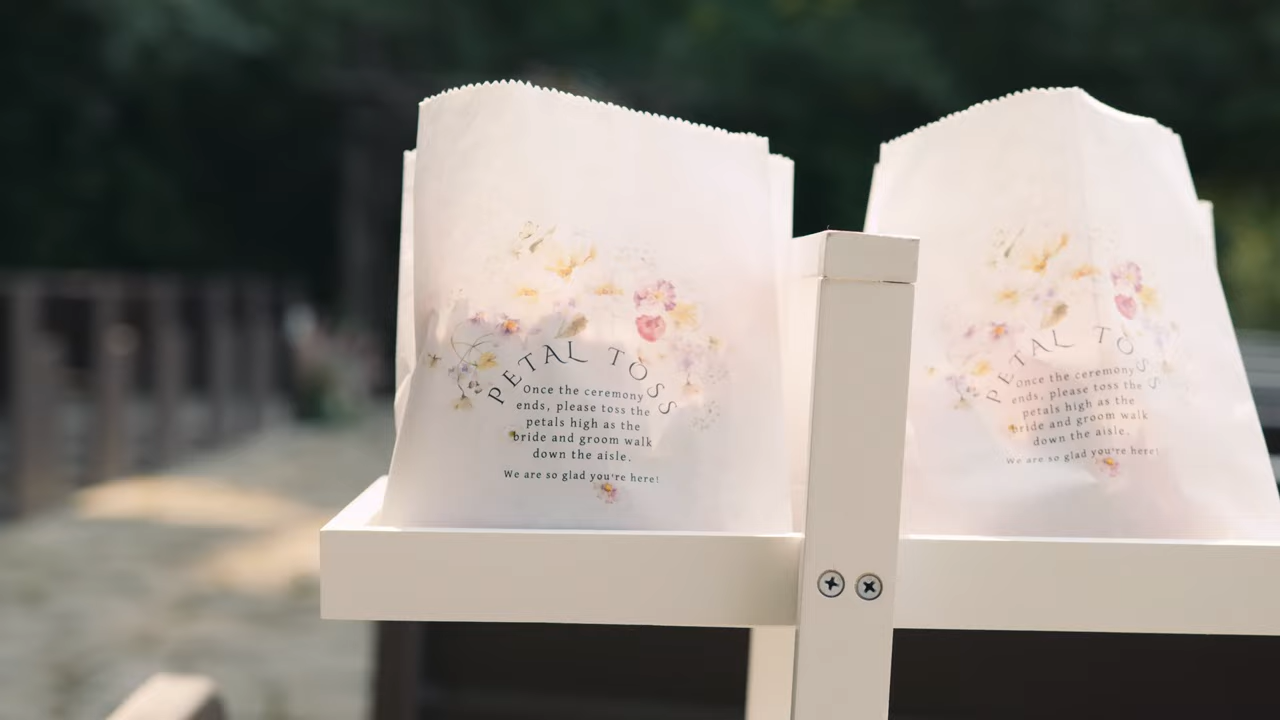 PETAL TOSS
Once the ceremony
ends, please toss the
petals high as the
bride and groom walk
down the aisle.
We are so glad you're here!
PETAL TOSS
Once the ceremony
ends, please toss the
petals high as the
bride and groom walk
down the aisle.
We are so glad you're here!